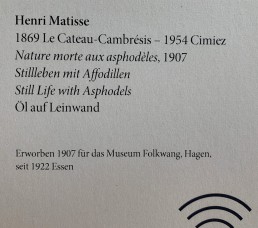 Henri Matisse
1869 Le Cateau-Cambrésis – 1954 Cimiez
Nature morte aux asphodèles, 1907
Stillleben mit Affodillen
Still Life with Asphodels
Öl auf Leinwand
Erworben 1907 für das Museum Folkwang, Hagen,
seit 1922 Essen